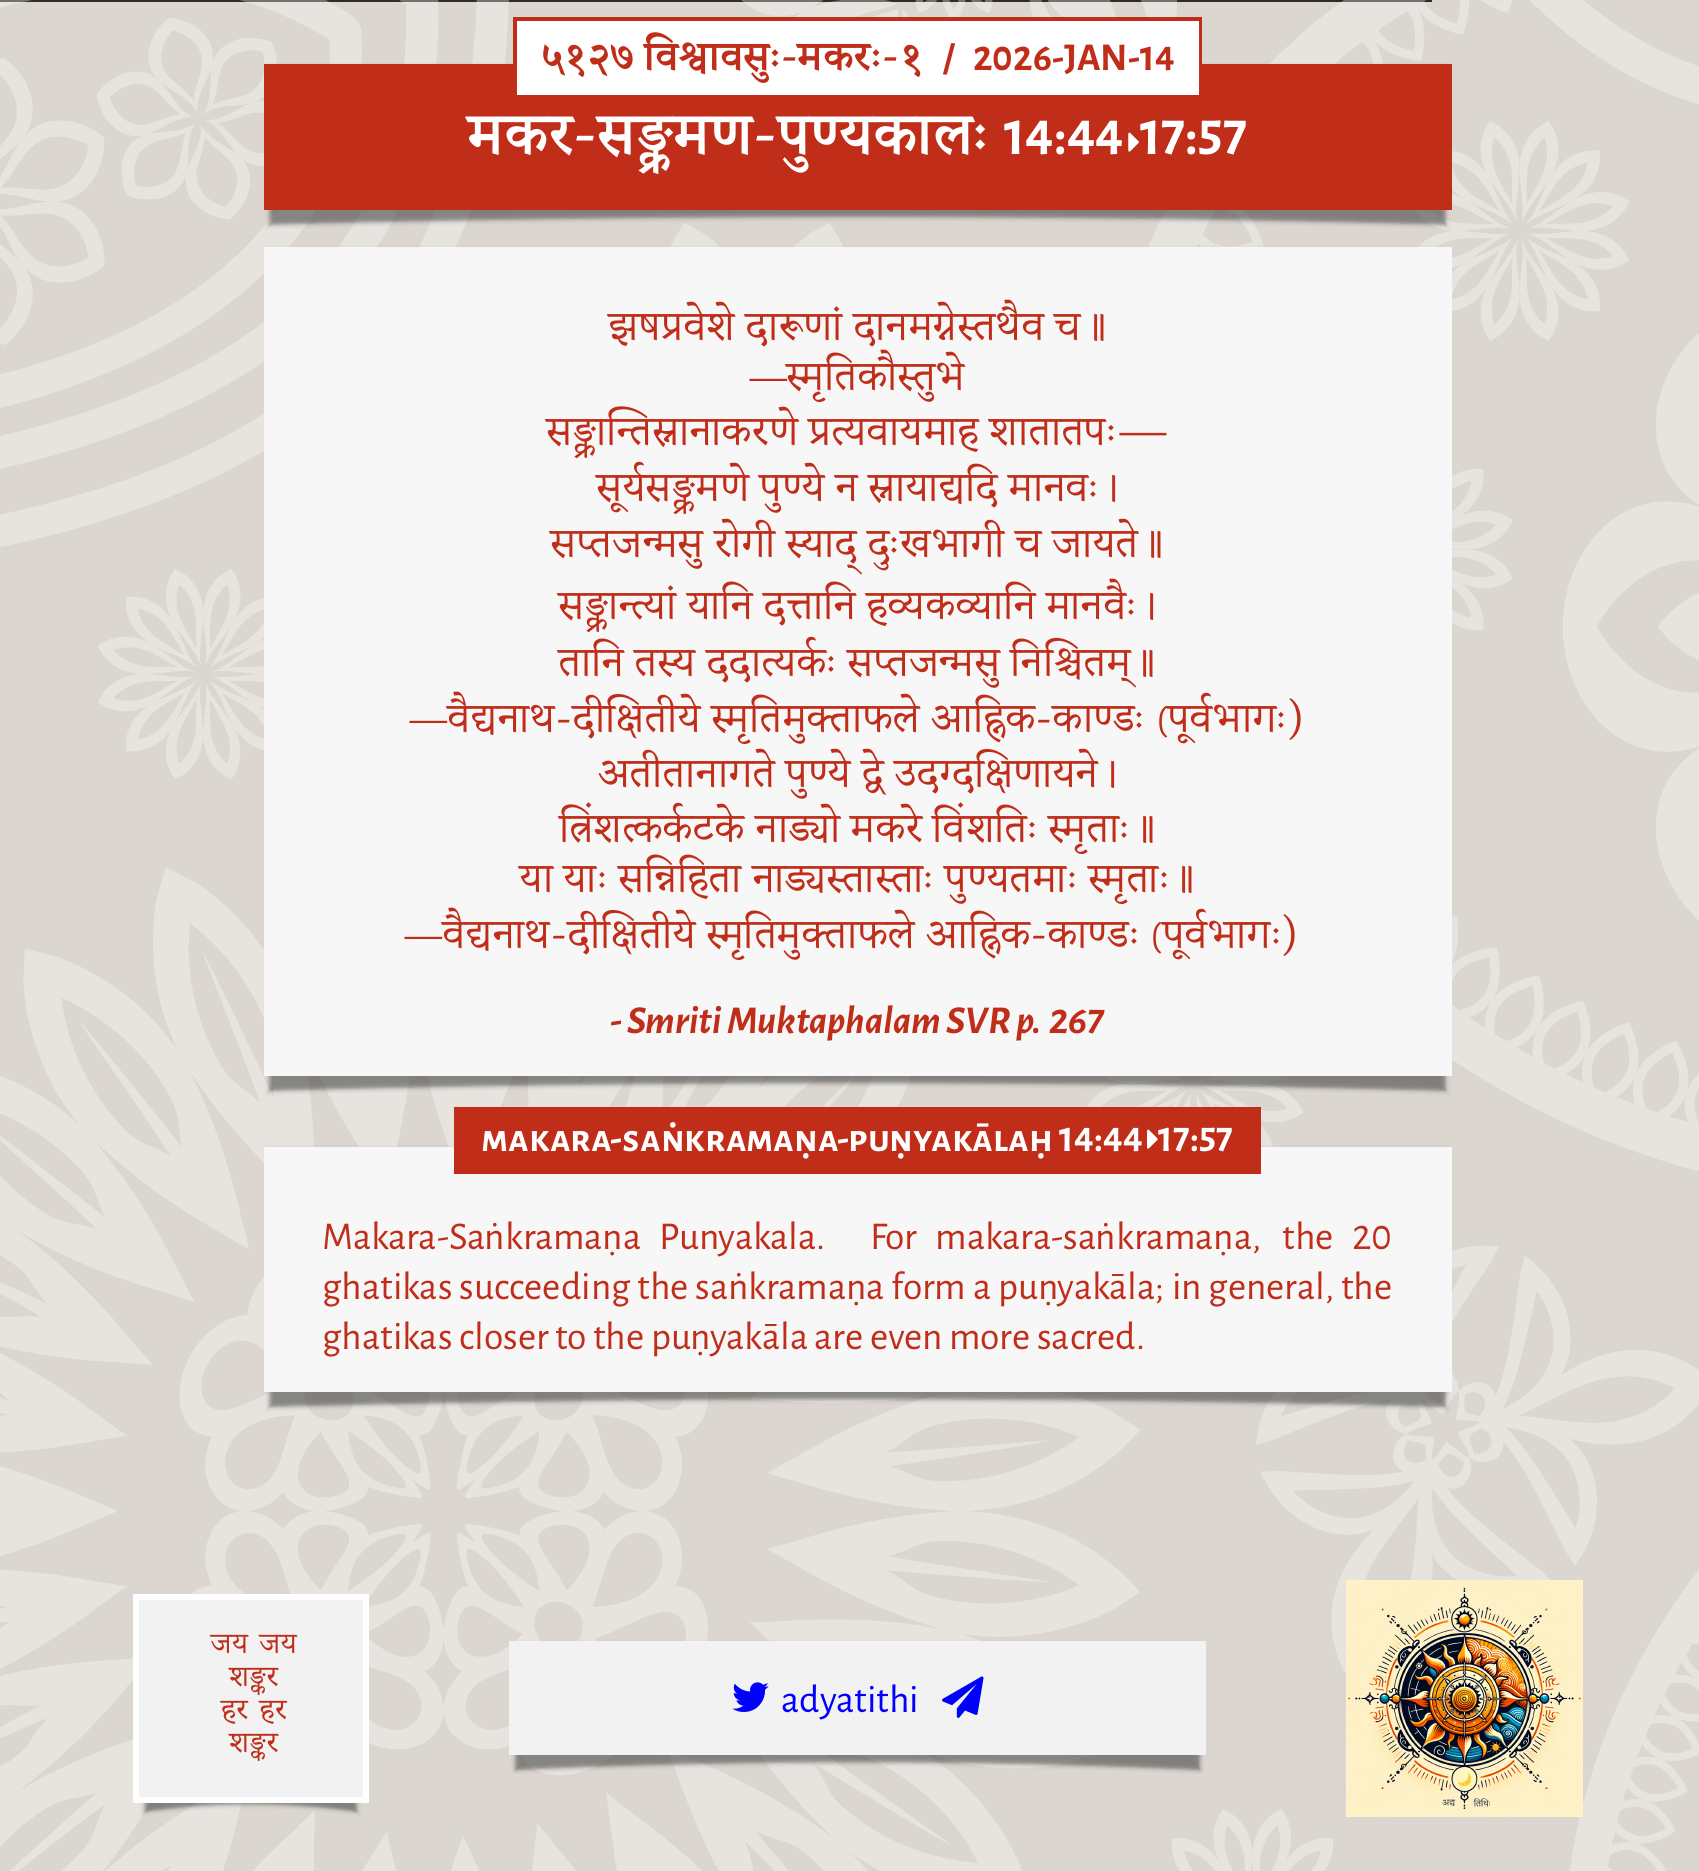 ५१२७ विश्वावसुः-मकरः-१ / 2026-JAN-14
मकर-सङ्क्रमण-पुण्यकालः 14:44▸17:57
झषप्रवेशे दारूणां दानमग्नेस्तथैव च॥
—स्मृतिकौस्तुभे
सङ्क्रान्तिस्नानाकरणे प्रत्यवायमाह शातातपः—
सूर्यसङ्क्रमणे पुण्ये न स्नायाद्यदि मानवः।
सप्तजन्मसु रोगी स्याद् दुःखभागी च जायते॥
सङ्क्रान्त्यां यानि दत्तानि हव्यकव्यानि मानवैः।
तानि तस्य ददात्यर्कः सप्तजन्मसु निश्चितम्॥
—वैद्यनाथ-दीक्षितीये स्मृतिमुक्ताफले आह्निक-काण्डः (पूर्वभागः)
अतीतानागते पुण्ये द्वे उदग्दक्षिणायने।
त्रिंशत्कर्कटके नाड्यो मकरे विंशतिः स्मृताः॥
या याः सन्निहिता नाड्यस्तास्ताः पुण्यतमाः स्मृताः॥
—वैद्यनाथ-दीक्षितीये स्मृतिमुक्ताफले आह्निक-काण्डः (पूर्वभागः)
- Smriti Muktaphalam SVR p. 267
MAKARA-SAṄKRAMAṆA-PUṆYAKĀLAḤ 14:44▸17:57
Makara-Saṅkramaṇa Punyakala. For makara-saṅkramaṇa, the 20
ghatikas succeeding the saṅkramaṇa form a puṇyakāla; in general, the
ghatikas closer to the puṇyakāla are even more sacred.
जय जय
शङ्कर
हर हर
शङ्कर
adyatithi
अद्य तिथिः